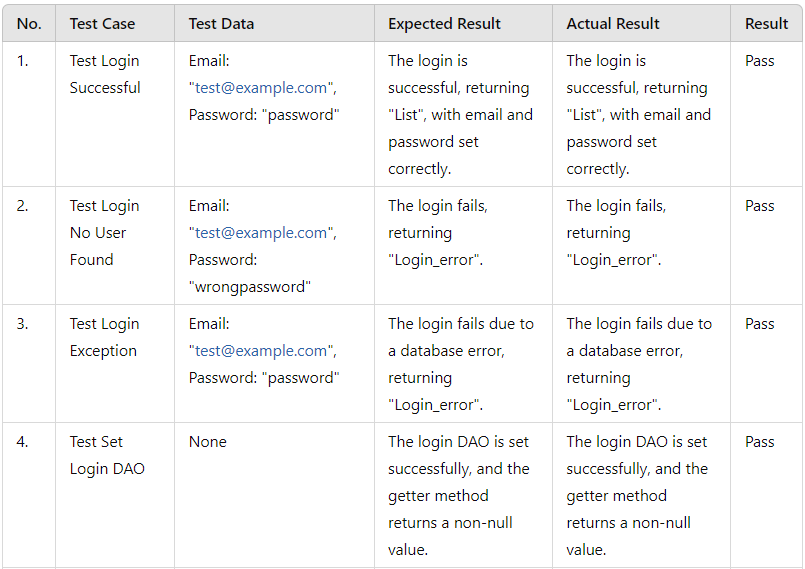 No. Test Case Test Data Expected Result Actual Result Result
1.
Test Login
Successful
Email:
"test@example.com",
Password: "password"
The login is
successful, returning
"List", with email and
password set
correctly.
The login is
successful, returning
"List", with email and
password set
correctly.
Pass
2.
Test Login
No User
Found
Email:
"test@example.com",
Password:
"wrongpassword"
The login fails,
returning
"Login_error".
The login fails,
returning
"Login_error".
Pass
3.
Test Login
Exception
Email:
"test@example.com",
Password: "password"
The login fails due to
a database error,
returning
"Login_error".
The login fails due to
a database error,
returning
"Login_error".
Pass
4.
Test Set
Login DAO
None
The login DAO is set
successfully, and the
getter method
returns a non-null
value.
The login DAO is set
successfully, and the
getter method
returns a non-null
value.
Pass